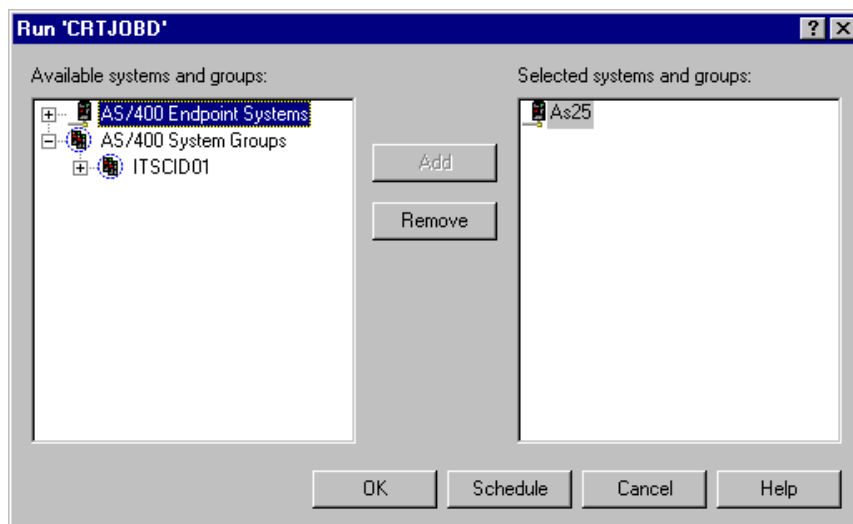 Run 'CRTJOBD'
Available systems and groups:
Selected systems and groups:
AS/400 Endpoint Systems
As25
AS/400 System Groups
ITSCID01
Add
Remove
OK
Schedule
Cancel
Help